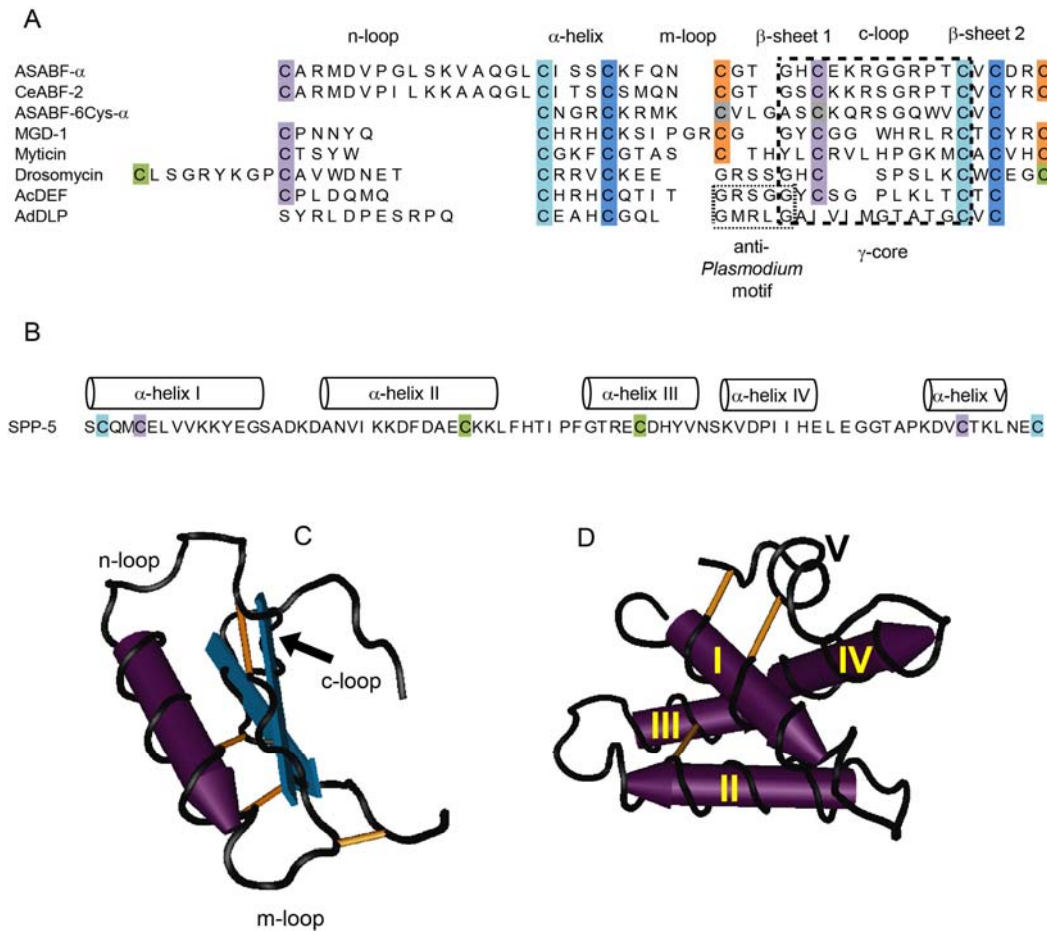 A
n-loop α-helix m-loop β-sheet 1 c-loop β-sheet 2
ASABF-α CARMDVPGLSKVAQGLCISSCKFQN CGT GHCEKRGGRPTCVCDRC
CeABF-2 CARMDVPILKKAAQGLCITSCSMQN CGT GSCKKRSGRPTCVCYRC
ASABF-6Cys-α CNGRCKRMK CVLGASCKQRSGQWVCVC
MGD-1 CPNNYQ CHRHCKSIPGRCG GYCGG WHRLRCTCYRC
Myticin CTSYW CGKFCGTAS C THYLCRVLHPGKMCACVHC
Drosomycin CLSGRYKGPCAVWDNET CRRVCKEE GRSSGHC SPSLKCWCEGC
AcDEF CPLDQMQ CHRHCQTIT GRSGGYCSG PLKLTCTC
AdDLP SYRLDPESRPQ CEAHCGQL GMRLGAIVIMGTATGCVC
anti-
Plasmodium
motif
γ-core
B
α-helix I α-helix II α-helix III α-helix IV α-helix V
SPP-5 SCQMCELVVKKYEGSADKDANVIKKDFDAECKKLFHTIPFGTRECDHYVNSKVDPIIHELEGGTAPKDVCTKLNEC
C
n-loop
c-loop
m-loop
D
V
I
IV
III
II